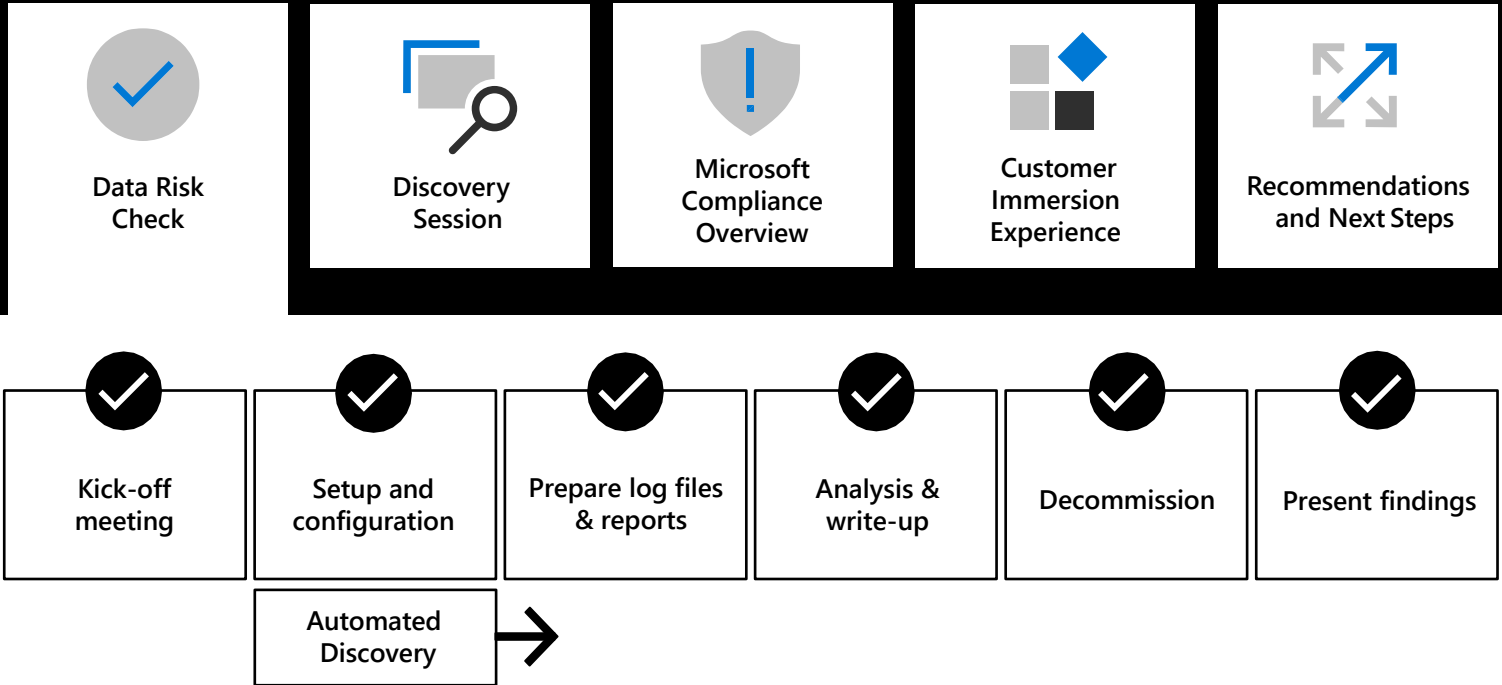 Data Risk
Check
Discovery
Session
Microsoft
Compliance
Overview
Customer
Immersion
Experience
Recommendations
and Next Steps
Kick-off
meeting
Setup and
configuration
Prepare log files
& reports
Analysis &
write-up
Decommission
Present findings
Automated
Discovery